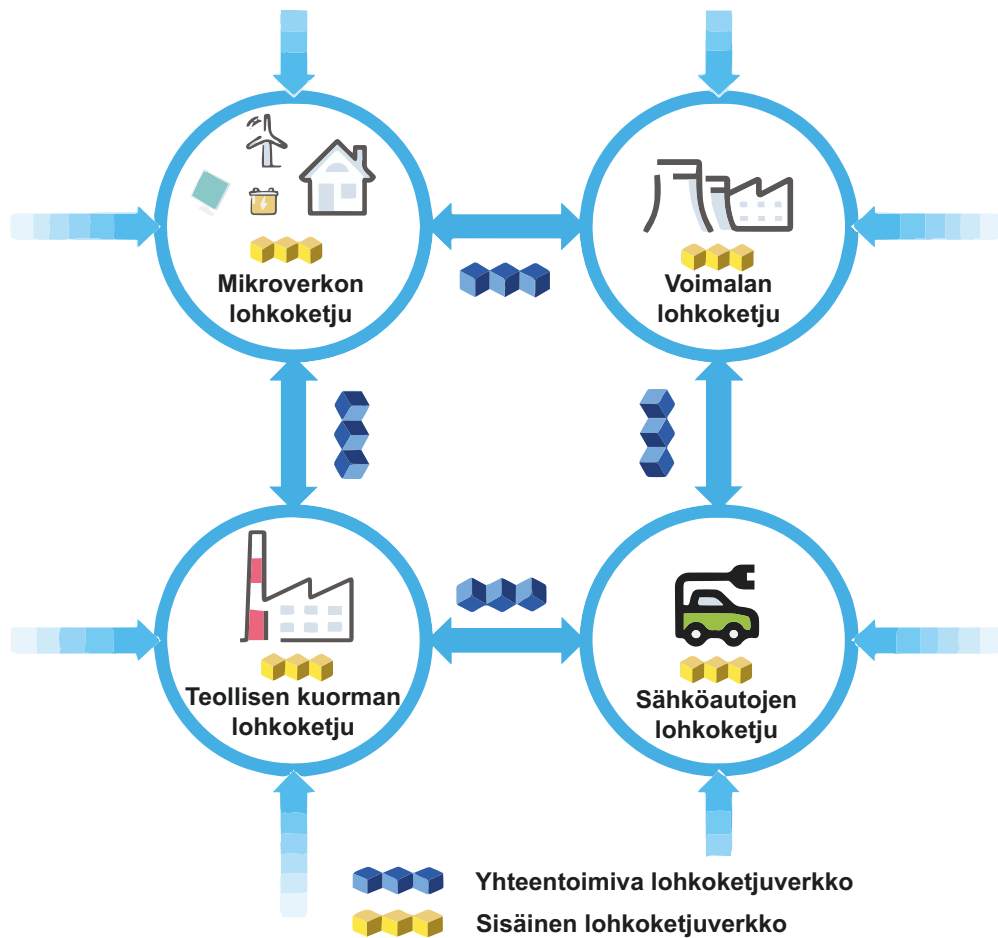 Mikroverkon
lohkoketju
Voimalan
lohkoketju
Teollisen kuorman
lohkoketju
Sähköautojen
lohkoketju
Yhteentoimiva lohkoketjuverkko
Sisäinen lohkoketjuverkko